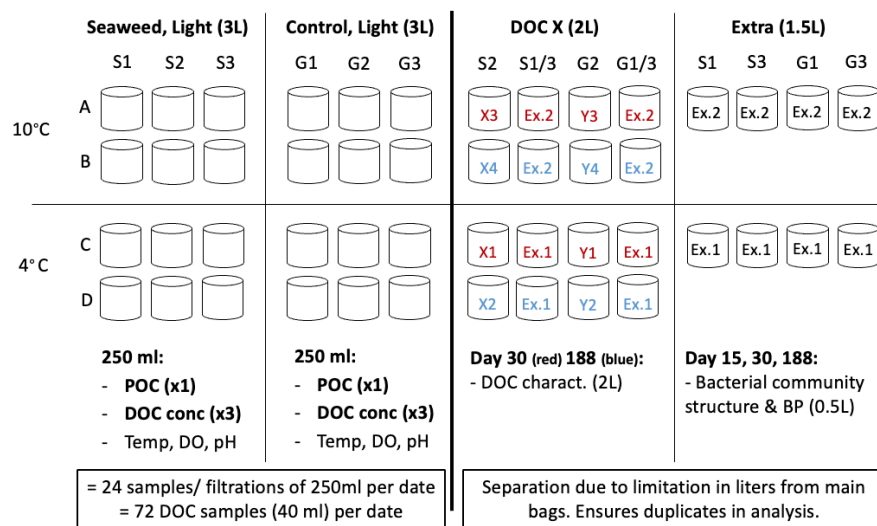 Seaweed, Light (3L) Control, Light (3L) DOC X (2L) Extra (1.5L)
S1 S2 S3 G1 G2 G3 S2 S1/3 G2 G1/3 S1 S3 G1 G3
A X3 Ex.2 Y3 Ex.2 Ex.2 Ex.2 Ex.2 Ex.2
10°C
B X4 Ex.2 Y4 Ex.2
C X1 Ex.1 Y1 Ex.1 Ex.1 Ex.1 Ex.1 Ex.1
4°C
D X2 Ex.1 Y2 Ex.1
250 ml:
- POC (x1)
- DOC conc (x3)
- Temp, DO, pH
250 ml:
- POC (x1)
- DOC conc (x3)
- Temp, DO, pH
Day 30 (red) 188 (blue):
- DOC charact. (2L)
Day 15, 30, 188:
- Bacterial community
structure & BP (0.5L)
= 24 samples/ filtrations of 250ml per date
= 72 DOC samples (40 ml) per date
Separation due to limitation in liters from main
bags. Ensures duplicates in analysis.